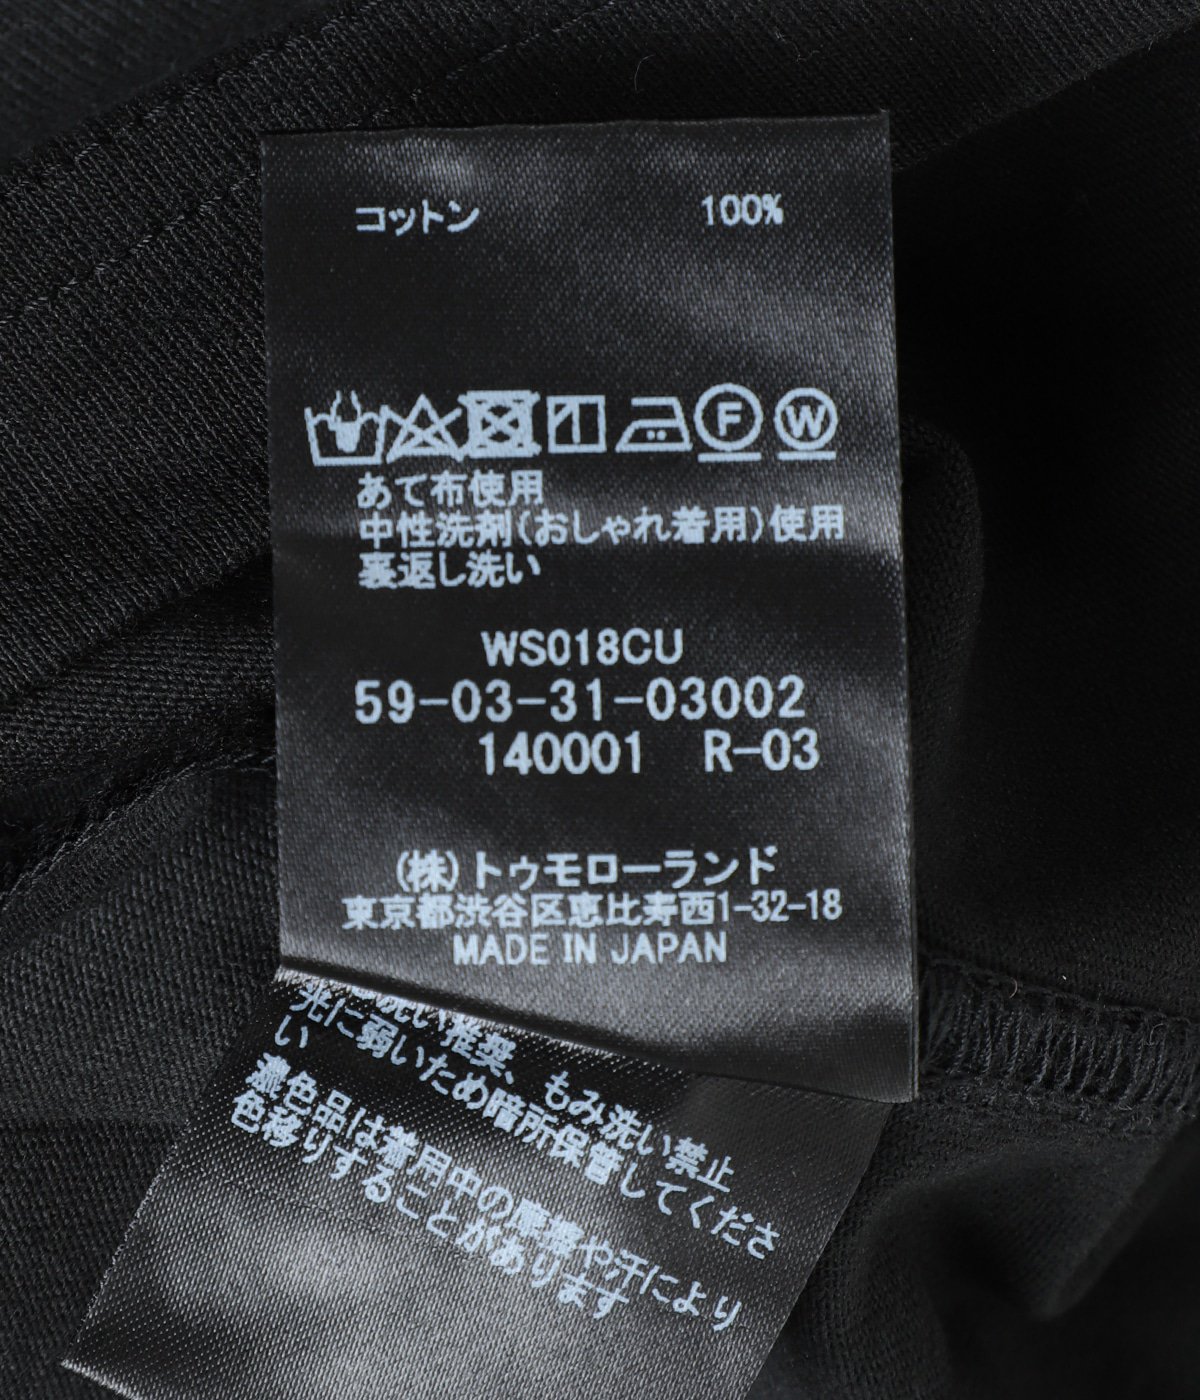 コットン 100%
F W
あて布使用
中性洗剤(おしゃれ着用)使用
裏返し洗い
WS018CU
59-03-31-03002
140001 R-03
(株)トゥモローランド
東京都渋谷区恵比寿西1-32-18
MADE IN JAPAN
洗い推奨、もみ洗い禁止
光に弱いため暗所保管してくださ
い
濃色品は着用中の摩擦や汗により
色移りすることがあります